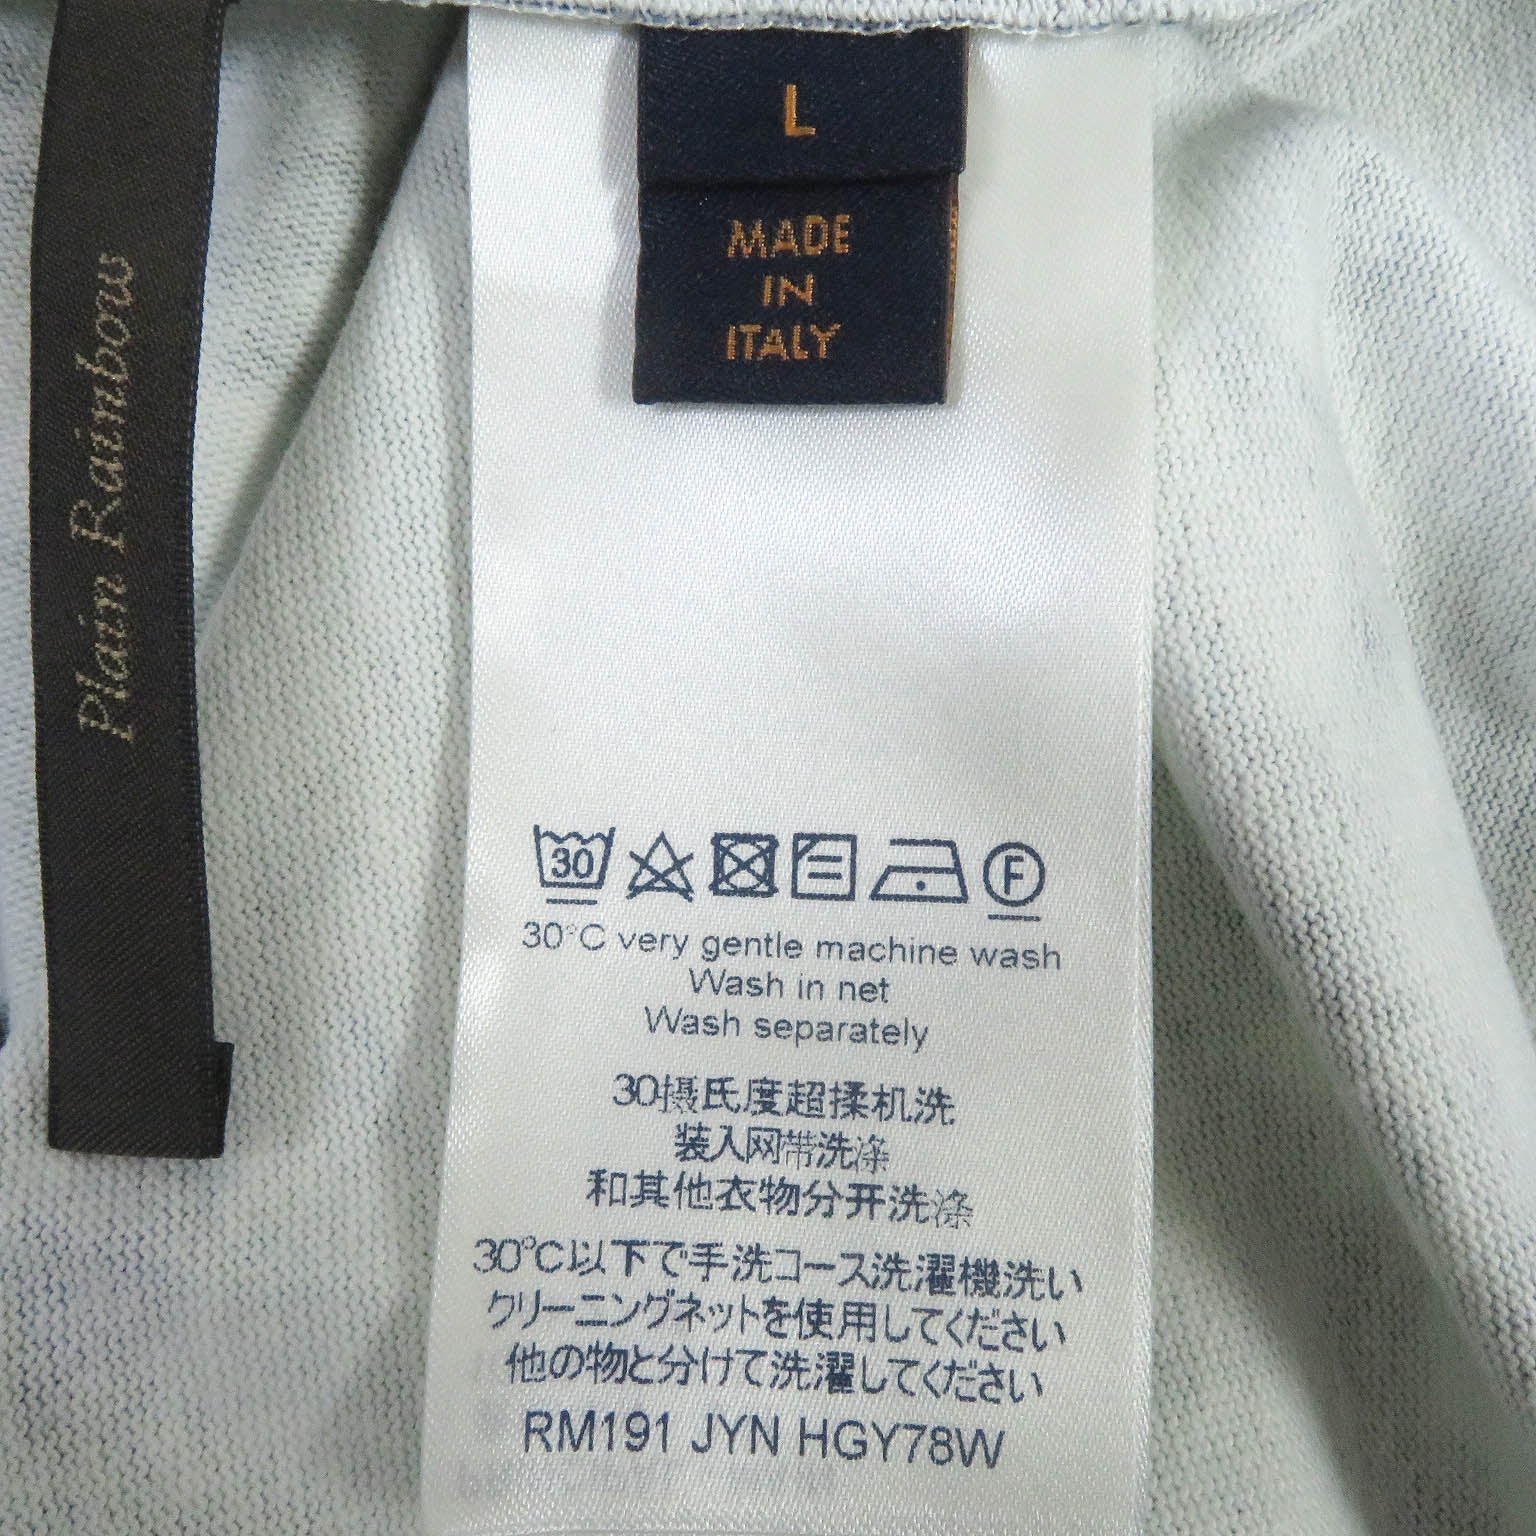 Plain Rainbows
L
MADE
IN
ITALY
30
F
30°C very gentle machine wash
Wash in net
Wash separately
30摄氏度超揉机洗
装入网带洗涤
和其他衣物分开洗涤
30℃以下で手洗コース洗濯機洗い
クリーニングネットを使用してください
他の物と分けて洗濯してください
RM191 JYN HGY78W